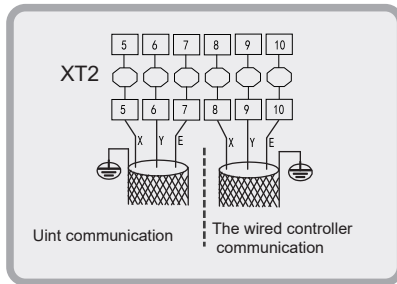 5 6 7 8 9 10
XT2
5 6 7 8 9 10
X Y E X Y E
Uint communication
The wired controller
communication